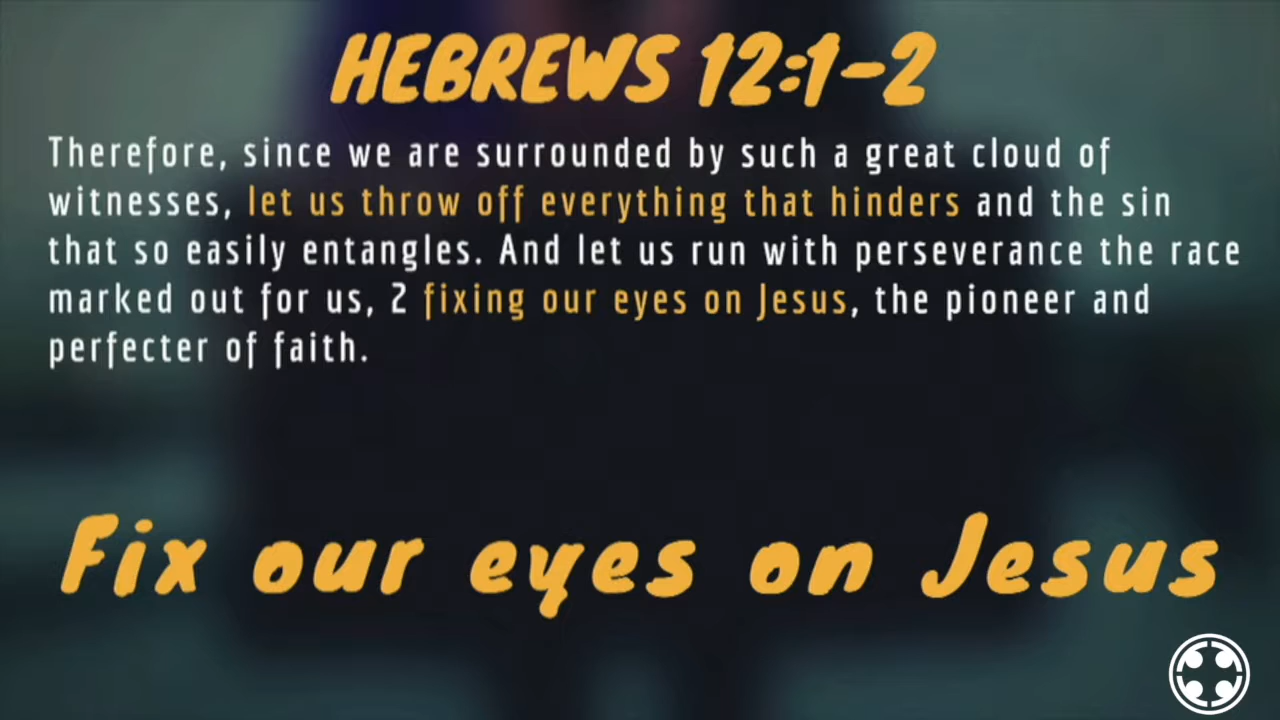 HEBREWS 12:1-2
Therefore, since we are surrounded by such a great cloud of
witnesses, let us throw off everything that hinders and the sin
that so easily entangles. And let us run with perseverance the race
marked out for us, 2 fixing our eyes on Jesus, the pioneer and
perfecter of faith.
Fix our eyes on Jesus